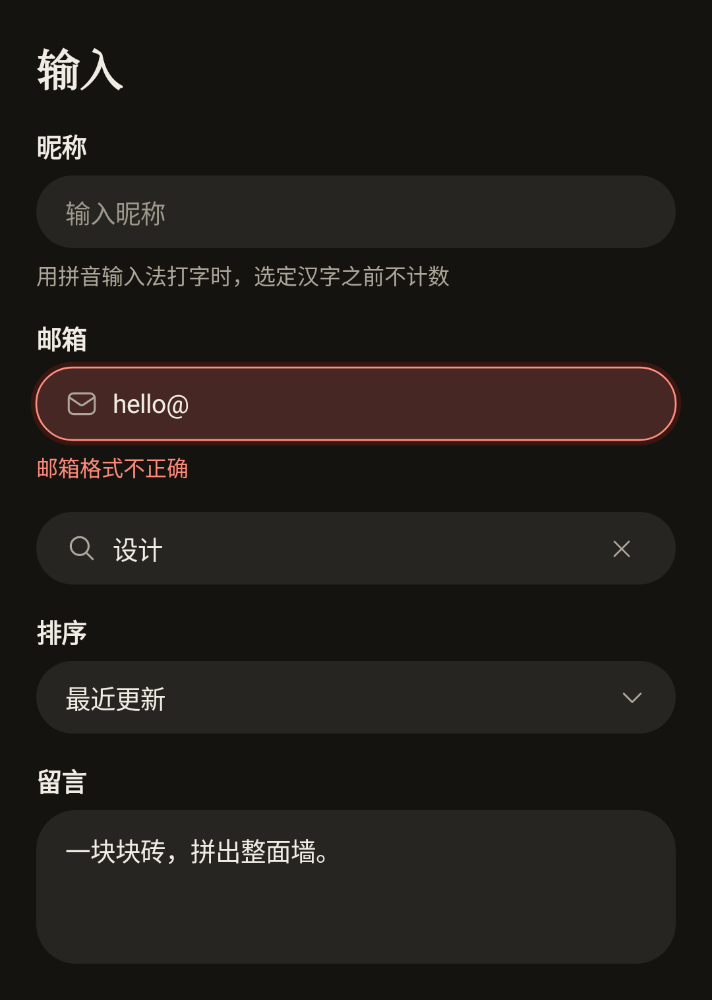 输入
昵称
输入昵称
用拼音输入法打字时，选定汉字之前不计数
邮箱
hello@
邮箱格式不正确
设计
排序
最近更新
留言
一块块砖，拼出整面墙。